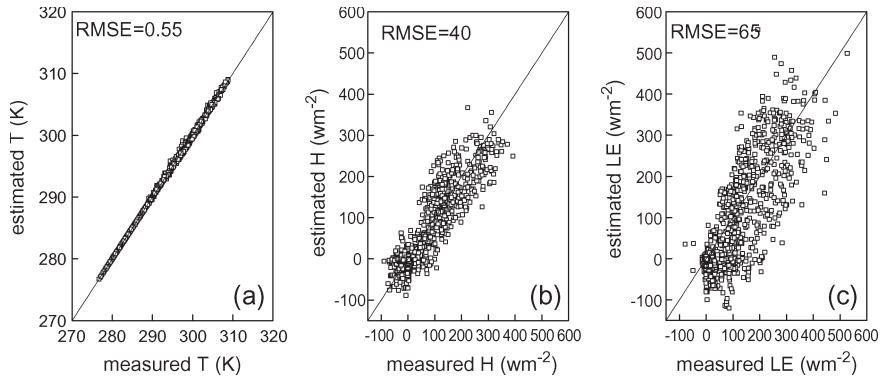 RMSE=0.55
320
310
300
290
280
270
estimated T (K)
270 280 290 300 310 320
measured T (K)
(a)
RMSE=40
600
500
400
300
200
100
0
-100
estimated H (wm-2)
-100 0 100 200 300 400 500 600
measured H (wm-2)
(b)
RMSE=65
600
500
400
300
200
100
0
-100
estimated LE (wm-2)
-100 0 100 200 300 400 500 600
measured LE (wm-2)
(c)